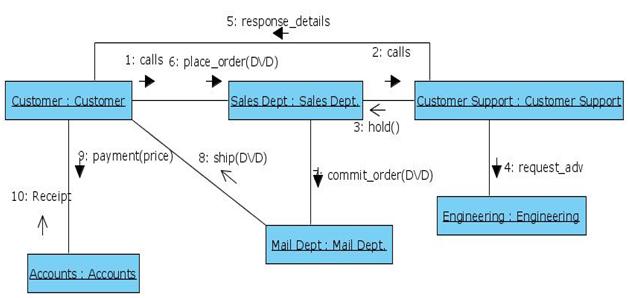 5: response_details
1: calls
6: place_order(DVD)
2: calls
Customer : Customer
Sales Dept : Sales Dept.
Customer Support : Customer Support
3: hold()
9: payment(price)
8: ship(DVD)
7: commit_order(DVD)
4: request_adv
10: Receipt
Engineering : Engineering
Mail Dept : Mail Dept.
Accounts : Accounts